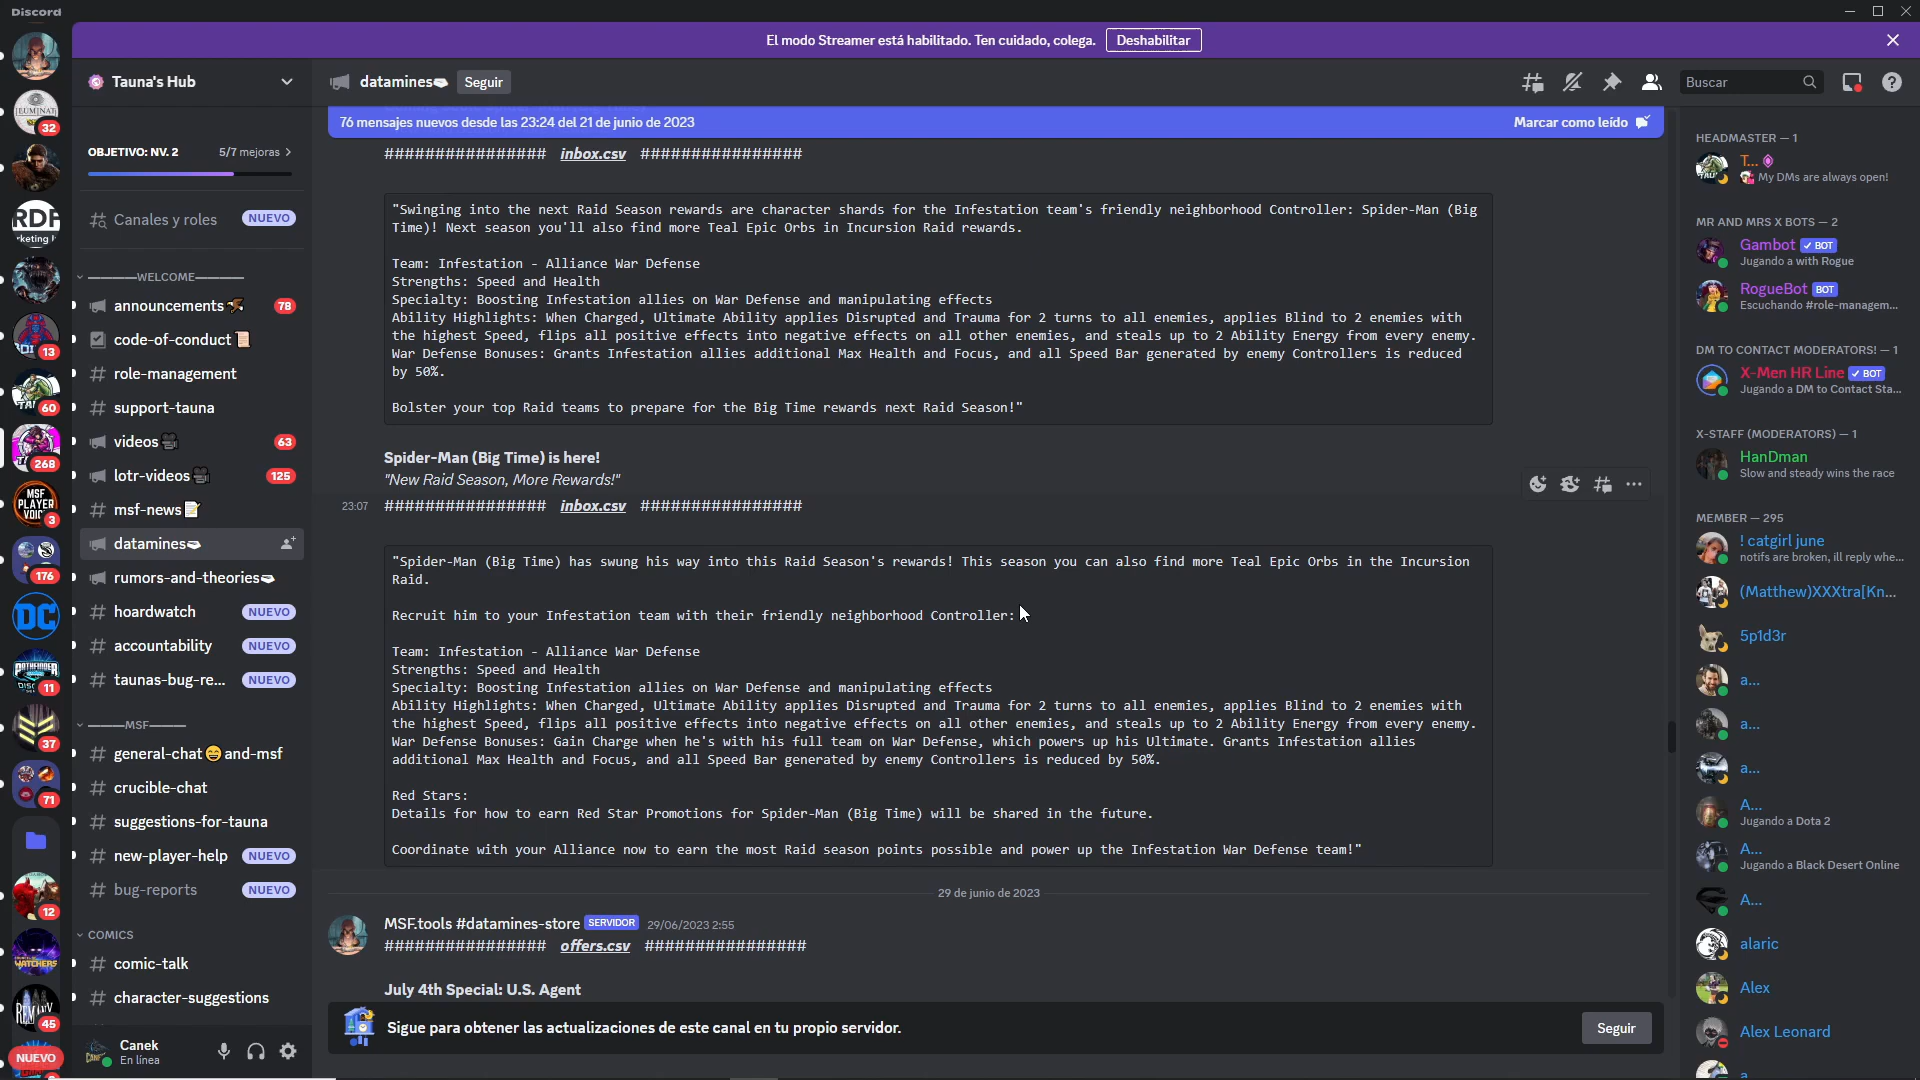 Discord
El modo Streamer está habilitado. Ten cuidado, colega. Deshabilitar
Tauna's Hub
OBJETIVO: NV. 2 5/7 mejoras
Canales y roles NUEVO
WELCOME
announcements 78
code-of-conduct
role-management
support-tauna
videos 63
lotr-videos 125
msf-news
datamines
rumors-and-theories
hoardwatch NUEVO
accountability NUEVO
taunas-bug-re... NUEVO
MSF
general-chat and-msf
crucible-chat
suggestions-for-tauna
new-player-help NUEVO
bug-reports NUEVO
COMICS
comic-talk
character-suggestions
Canek
En línea
32
RDF
13
60
268
MSF
PLAYER
3
176
DC
11
37
71
12
WATCHERS
45
NUEVO
datamines Seguir
Buscar
76 mensajes nuevos desde las 23:24 del 21 de junio de 2023 Marcar como leído
################ inbox.csv ################
"Swinging into the next Raid Season rewards are character shards for the Infestation team's friendly neighborhood Controller: Spider-Man (Big
Time)! Next season you'll also find more Teal Epic Orbs in Incursion Raid rewards.
Team: Infestation - Alliance War Defense
Strengths: Speed and Health
Specialty: Boosting Infestation allies on War Defense and manipulating effects
Ability Highlights: When Charged, Ultimate Ability applies Disrupted and Trauma for 2 turns to all enemies, applies Blind to 2 enemies with
the highest Speed, flips all positive effects into negative effects on all other enemies, and steals up to 2 Ability Energy from every enemy.
War Defense Bonuses: Grants Infestation allies additional Max Health and Focus, and all Speed Bar generated by enemy Controllers is reduced
by 50%.
Bolster your top Raid teams to prepare for the Big Time rewards next Raid Season!"
Spider-Man (Big Time) is here!
"New Raid Season, More Rewards!"
23:07 ################ inbox.csv ################
"Spider-Man (Big Time) has swung his way into this Raid Season's rewards! This season you can also find more Teal Epic Orbs in the Incursion
Raid.
Recruit him to your Infestation team with their friendly neighborhood Controller:
Team: Infestation - Alliance War Defense
Strengths: Speed and Health
Specialty: Boosting Infestation allies on War Defense and manipulating effects
Ability Highlights: When Charged, Ultimate Ability applies Disrupted and Trauma for 2 turns to all enemies, applies Blind to 2 enemies with
the highest Speed, flips all positive effects into negative effects on all other enemies, and steals up to 2 Ability Energy from every enemy.
War Defense Bonuses: Gain Charge when he's with his full team on War Defense, which powers up his Ultimate. Grants Infestation allies
additional Max Health and Focus, and all Speed Bar generated by enemy Controllers is reduced by 50%.
Red Stars:
Details for how to earn Red Star Promotions for Spider-Man (Big Time) will be shared in the future.
Coordinate with your Alliance now to earn the most Raid season points possible and power up the Infestation War Defense team!"
29 de junio de 2023
MSF.tools #datamines-store SERVIDOR 29/06/2023 2:55
################ offers.csv ################
July 4th Special: U.S. Agent
Sigue para obtener las actualizaciones de este canal en tu propio servidor. Seguir
HEADMASTER — 1
T...
My DMs are always open!
MR AND MRS X BOTS — 2
Gambot BOT
Jugando a with Rogue
RogueBot BOT
Escuchando #role-managem...
DM TO CONTACT MODERATORS! — 1
X-Men HR Line BOT
Jugando a DM to Contact Sta...
X-STAFF (MODERATORS) — 1
HanDman
Slow and steady wins the race
MEMBER — 295
! catgirl june
notifs are broken, ill reply whe...
(Matthew)XXXtra[Kn...
5p1d3r
a...
a...
a...
A...
Jugando a Dota 2
A...
Jugando a Black Desert Online
A...
alaric
Alex
Alex Leonard
a